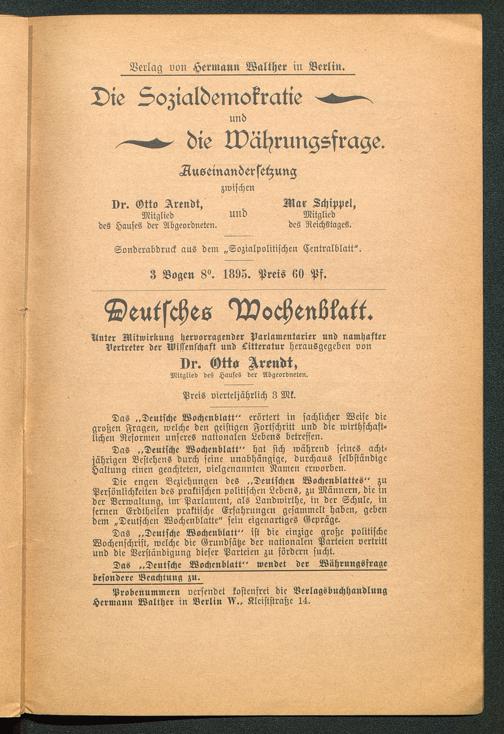 Verlag von Hermann Walther in Berlin.
Die Sozialdemokratie
und
die Währungsfrage.
Auseinandersetzung
zwischen
Dr. Otto Arendt,
Mitglied
des Hauses der Abgeordneten.
und
Max Schippel,
Mitglied
des Reichstages.
Sonderabdruck aus dem „Sozialpolitischen Centralblatt“.
3 Bogen 8º. 1895. Preis 60 Pf.
Deutsches Wochenblatt.
Unter Mitwirkung hervorragender Parlamentarier und namhafter
Vertreter der Wissenschaft und Litteratur herausgegeben von
Dr. Otto Arendt,
Mitglied des Hauses der Abgeordneten.
Preis vierteljährlich 3 Mk.
Das „Deutsche Wochenblatt“ erörtert in sachlicher Weise die
großen Fragen, welche den geistigen Fortschritt und die wirthschaft-
lichen Reformen unseres nationalen Lebens betreffen.
Das „Deutsche Wochenblatt“ hat sich während seines acht-
jährigen Bestehens durch seine unabhängige, durchaus selbständige
Haltung einen geachteten, vielgenannten Namen erworben.
Die engen Beziehungen des „Deutschen Wochenblattes“ zu
Persönlichkeiten des praktischen politischen Lebens, zu Männern, die in
der Verwaltung, im Parlament, als Landwirthe, in der Schule, in
fernen Erdtheilen praktische Erfahrungen gesammelt haben, geben
dem „Deutschen Wochenblatte“ sein eigenartiges Gepräge.
Das „Deutsche Wochenblatt“ ist die einzige große politische
Wochenschrift, welche die Grundsätze der nationalen Parteien vertritt
und die Verständigung dieser Parteien zu fördern sucht.
Das „Deutsche Wochenblatt“ wendet der Währungsfrage
besondere Beachtung zu.
Probenummern versendet kostenfrei die Verlagsbuchhandlung
Hermann Walther in Berlin W., Kleiststraße 14.